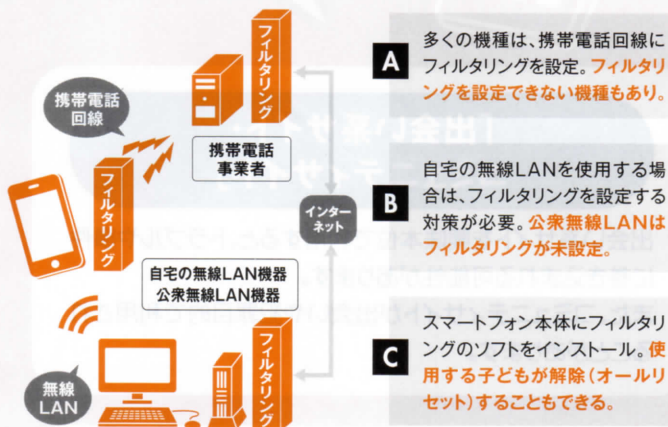 フィルタリング
携帯電話
回線
携帯電話
事業者
フィルタリング
インター
ネット
自宅の無線LAN機器
公衆無線LAN機器
無線
LAN
フィルタリング
A
多くの機種は、携帯電話回線に
フィルタリングを設定。フィルタリ
ングを設定できない機種もあり。
B
自宅の無線LANを使用する場
合は、フィルタリングを設定する
対策が必要。公衆無線LANは
フィルタリングが未設定。
C
スマートフォン本体にフィルタリ
ングのソフトをインストール。使
用する子どもが解除（オールリ
セット）することもできる。